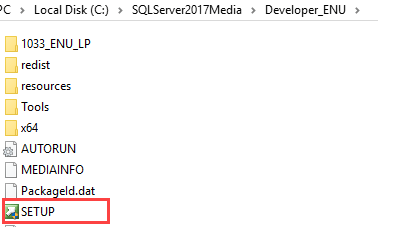 PC > Local Disk (C:) > SQLServer2017Media > Developer_ENU >
1033_ENU_LP
redist
resources
Tools
x64
AUTORUN
MEDIAINFO
PackageId.dat
SETUP